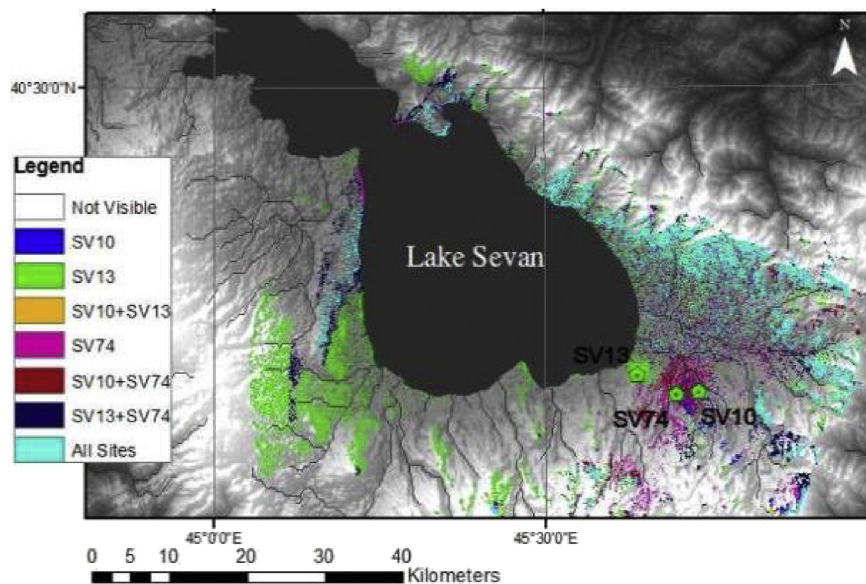 N
40°30'0"N
Legend
Not Visible
SV10
SV13
SV10+SV13
SV74
SV10+SV74
SV13+SV74
All Sites
Lake Sevan
SV13
SV74
SV10
45°0'0"E
45°30'0"E
0 5 10 20 30 40
Kilometers